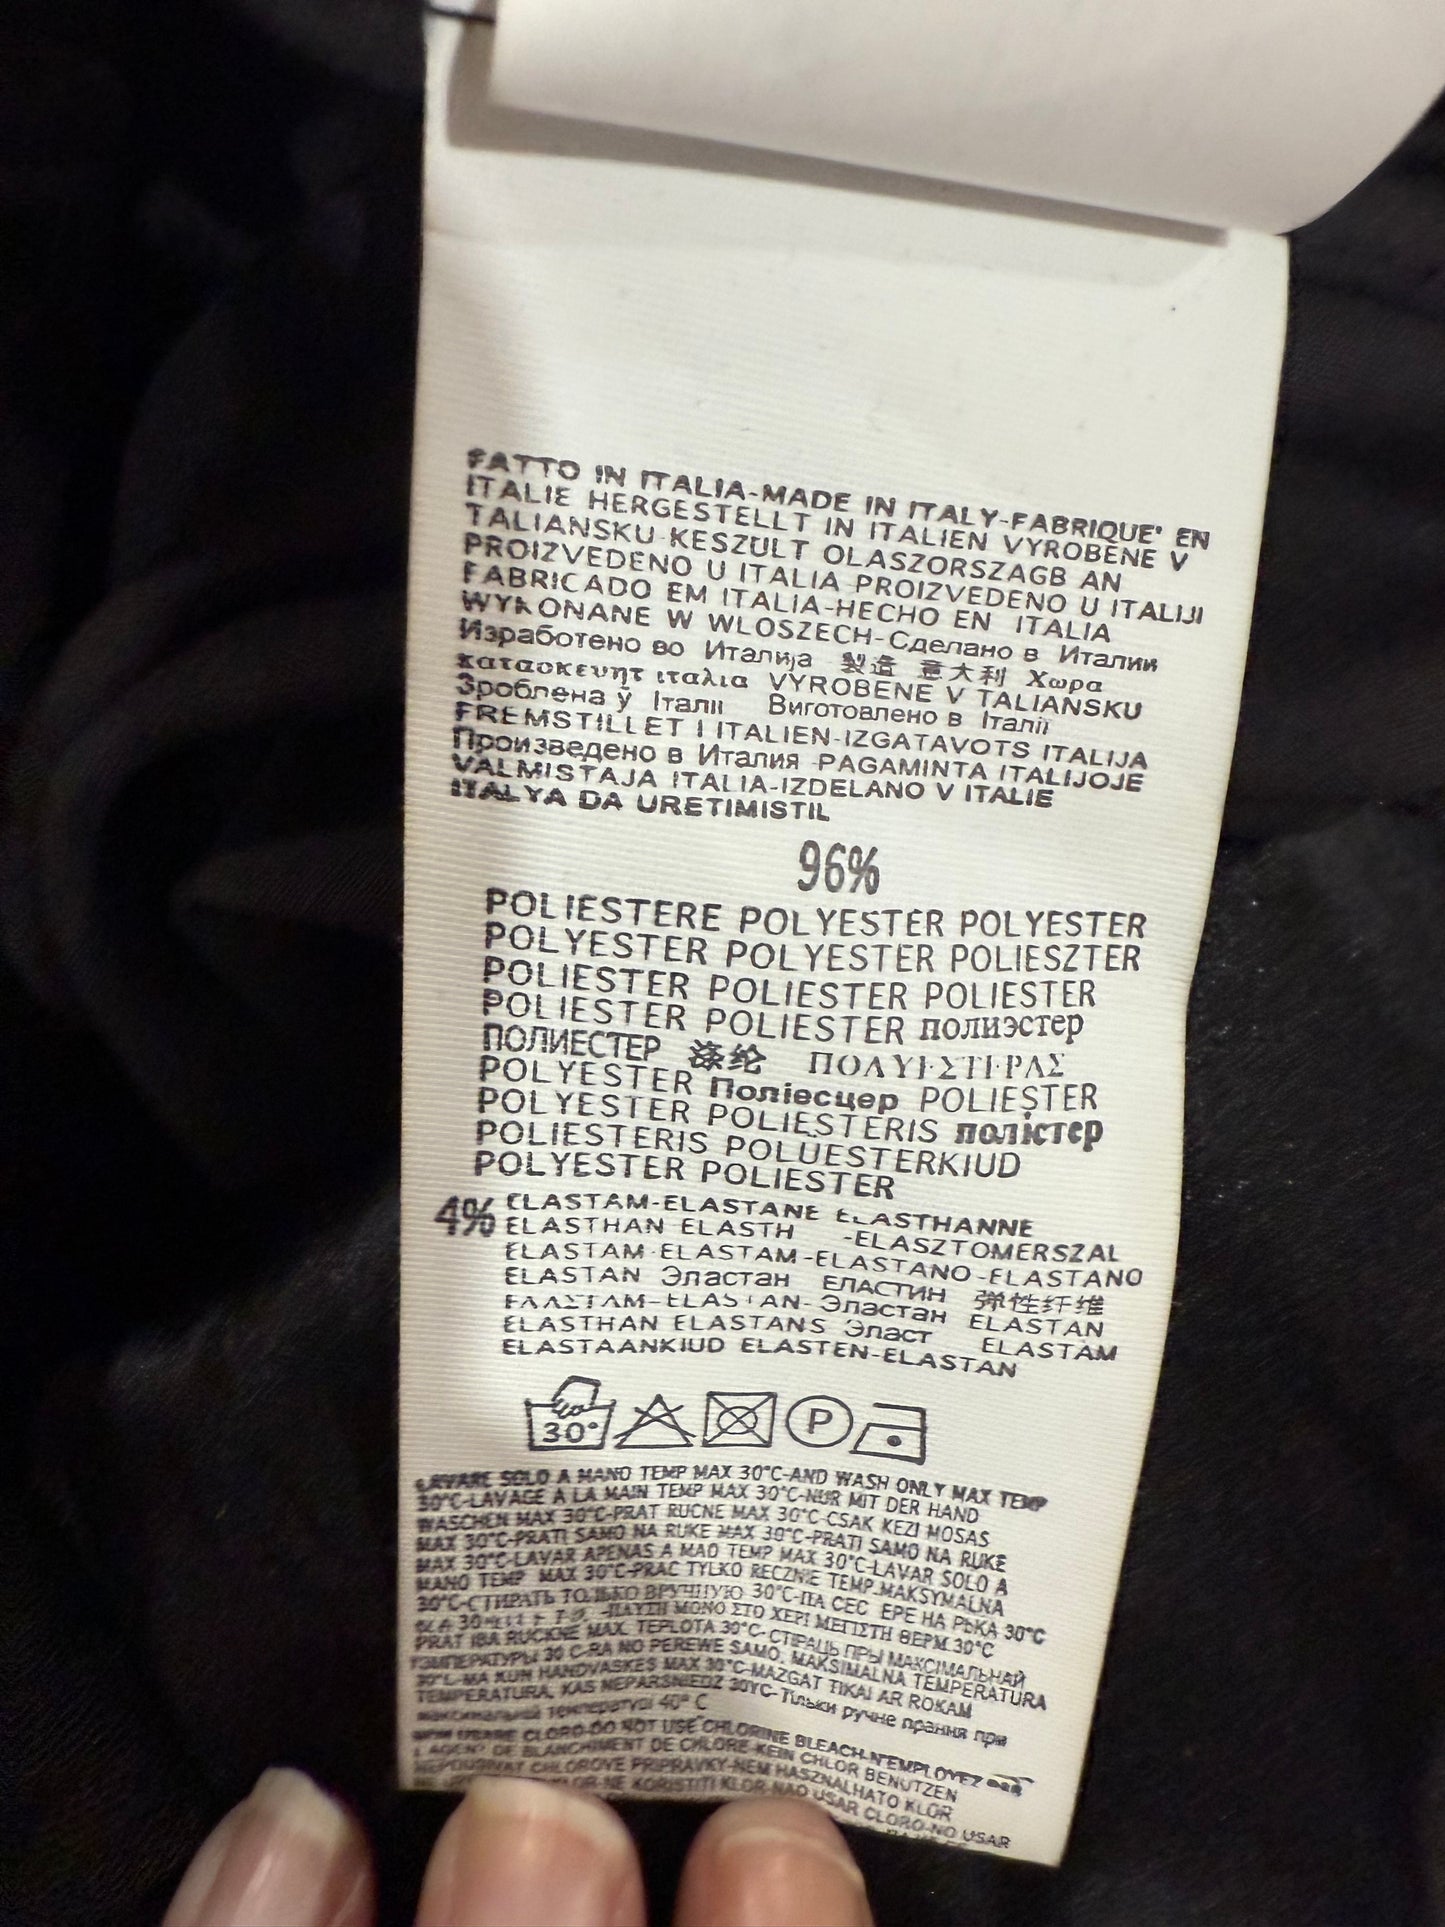 FATTO IN ITALIA-MADE IN ITALY-FABRIQUE' EN
ITALIE HERGESTELLT IN ITALIEN VYROBENE V
TALIANSKU-KESZULT OLASZORSZAGB AN
PROIZVEDENO U ITALIA PROIZVEDENO U ITALIJI
FABRICADO EM ITALIA-HECHO EN ITALIA
WYKONANE W WLOSZECH-Сделано в Италии
Изработено во Италија 製造 意大利 Χωρα
κατασκευητ ιταλια VYROBENE V TALIANSKU
Зроблена ў Італіі Виготовлено в Італії
FREMSTILLET I ITALIEN-IZGATAVOTS ITALIJA
Произведено в Италия -PAGAMINTA ITALIJOJE
VALMISTAJA ITALIA-IZDELANO V ITALIE
ITALYA DA URETIMISTIL
96%
POLIESTERE POLYESTER POLYESTER
POLYESTER POLYESTER POLIESZTER
POLIESTER POLIESTER POLIESTER
POLIESTER POLIESTER полиэстер
ПОЛИЕСТЕР 涤纶 ΠΟΛΥΕΣΤΕΡΑΣ
POLYESTER Поліесцер POLIESTER
POLYESTER POLIESTERIS полістер
POLIESTERIS POLUESTERKIUD
POLYESTER POLIESTER
4% ELASTAM-ELASTANE ELASTHANNE
ELASTHAN ELASTH -ELASZTOMERSZAL
ELASTAM-ELASTAM-ELASTANO-ELASTANO
ELASTAN Эластан ЕЛАСТИН 弹性纤维
ΕΛΑΣΤΑΜ-ELASTAN-Эластан ELASTAN
ELASTHAN ELASTANS Эласт ELASTAM
ELASTAANKIUD ELASTEN-ELASTAN
30° P
LAVARE SOLO A MANO TEMP MAX 30°C-AND WASH ONLY MAX TEMP
30°C-LAVAGE A LA MAIN TEMP MAX 30°C-NUR MIT DER HAND
WASCHEN MAX 30°C-PRAT RUCNE MAX 30°C-CSAK KEZI MOSAS
MAX 30°C-PRATI SAMO NA RUKE MAX 30°C-PRATI SAMO NA RUKE
MAX 30°C-LAVAR APENAS A MAO TEMP MAX 30°C-LAVAR SOLO A
MANO TEMP MAX 30°C-PRAC TYLKO RECZNIE TEMP.MAKSYMALNA
30°C-СТИРАТЬ ТОЛЬКО ВРУЧНУЮ 30°C-ПА СЕС ЕРЕ НА РЬКА 30°C
-ΠΛΥΣΗ ΜΟΝΟ ΣΤΟ ΧΕΡΙ ΜΕΓΙΣΤΗ ΘΕΡΜ.30°C
PRAT IBA RUCKNE MAX. TEPLOTA 30°C-СТІРАЦЬ ПРЫ МАКСІМАЛЬНАЙ
ТЭМПЕРАТУРЫ 30 C-RA NO PEREWE SAMO, MAKSIMALNA TEMPERATURA
30°C-MA KUN HANDVASKES MAX 30°C-MAZGAT TIKAI AR ROKAM
TEMPERATURA, KAS NEPARSNIEDZ 30YC-Тільки ручне прання при
максимальній температурі 40° C
NON USARE CLORO-DO NOT USE CHLORINE BLEACH-N'EMPLOYEZ PAS
L AGENT DE BLANCHIMENT DE CHLORE-KEIN CHLOR BENUTZEN
NEPOUSIVAT CHLOROVE PRIPRAVKY-NEM HASZNALHATO KLOR
KLOR-NE KORISTITI KLOR-NAO USAR CLORO-NO USAR